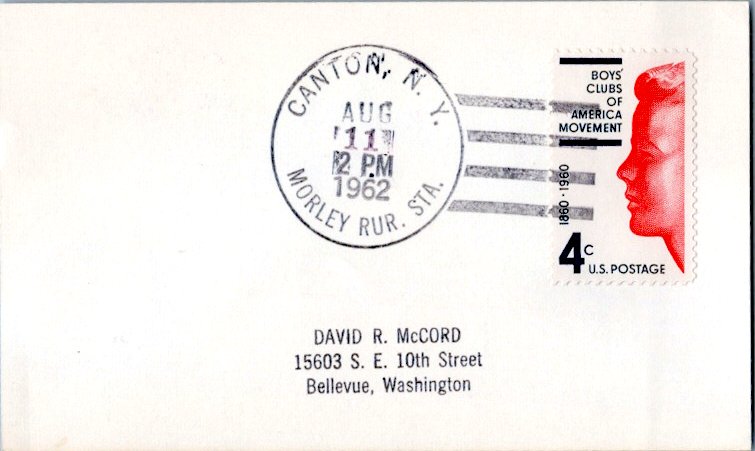 CANTON, N. Y.
AUG
11
2 PM
1962
MORLEY RUR. STA.
BOYS'
CLUBS
OF
AMERICA
MOVEMENT
1860·1960
4c
U.S. POSTAGE
DAVID R. McCORD
15603 S. E. 10th Street
Bellevue, Washington